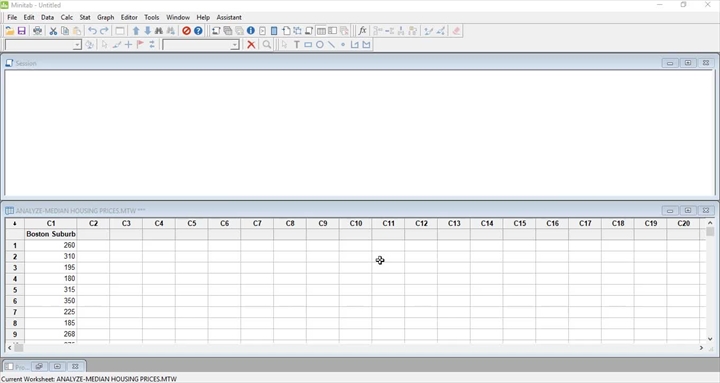 Minitab - Untitled
File Edit Data Calc Stat Graph Editor Tools Window Help Assistant
fx
Session
ANALYZE-MEDIAN HOUSING PRICES.MTW ***
C1 C2 C3 C4 C5 C6 C7 C8 C9 C10 C11 C12 C13 C14 C15 C16 C17 C18 C19 C20
Boston Suburb
1 260
2 310
3 195
4 180
5 315
6 350
7 225
8 185
9 268
Current Worksheet: ANALYZE-MEDIAN HOUSING PRICES.MTW